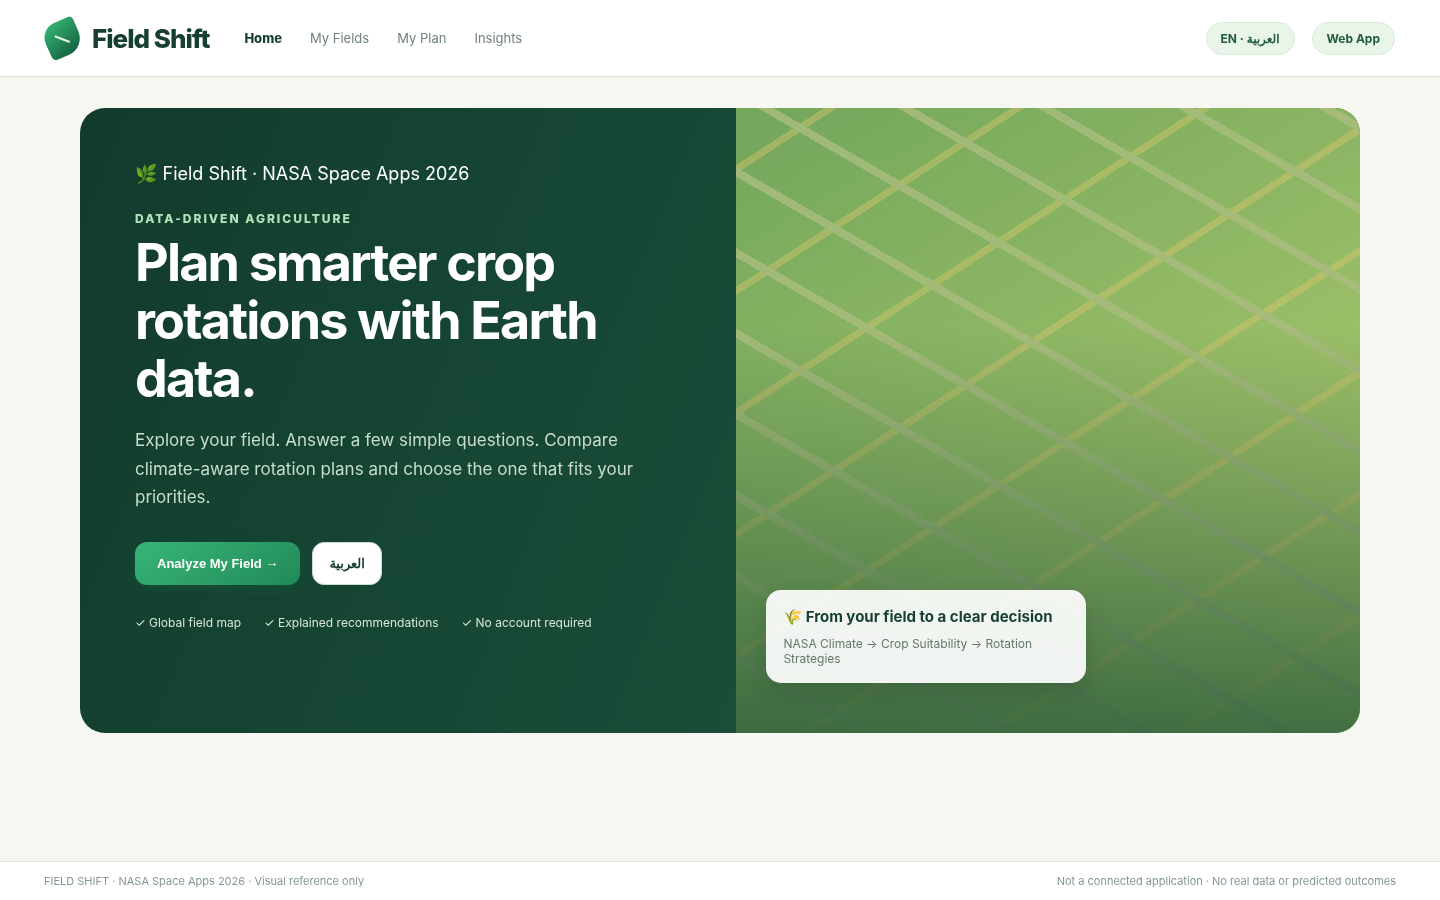 Field Shift
Home
My Fields
My Plan
Insights
EN · العربية
Web App
🌿 Field Shift · NASA Space Apps 2026
DATA-DRIVEN AGRICULTURE
Plan smarter crop
rotations with Earth
data.
Explore your field. Answer a few simple questions. Compare
climate-aware rotation plans and choose the one that fits your
priorities.
Analyze My Field →
العربية
✓ Global field map
✓ Explained recommendations
✓ No account required
🌾 From your field to a clear decision
NASA Climate → Crop Suitability → Rotation
Strategies
FIELD SHIFT · NASA Space Apps 2026 · Visual reference only
Not a connected application · No real data or predicted outcomes